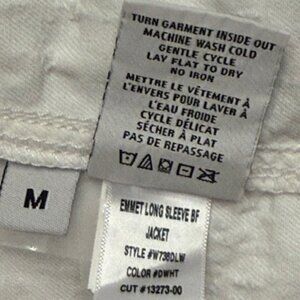 TURN GARMENT INSIDE OUT
MACHINE WASH COLD
GENTLE CYCLE
LAY FLAT TO DRY
NO IRON
METTRE LE VÊTEMENT À
L'ENVERS POUR LAVER À
L'EAU FROIDE
CYCLE DÉLICAT
SÉCHER À PLAT
PAS DE REPASSAGE
M
EMMET LONG SLEEVE BF
JACKET
STYLE #W738DLW
COLOR #DWHT
CUT #13273-00